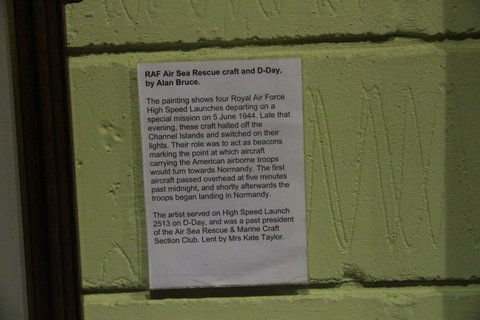 RAF Air Sea Rescue craft and D-Day,
by Alan Bruce.
The painting shows four Royal Air Force
High Speed Launches departing on a
special mission on 5 June 1944. Late that
evening, these craft halted off the
Channel Islands and switched on their
lights. Their role was to act as beacons
marking the point at which aircraft
carrying the American airborne troops
would turn towards Normandy. The first
aircraft passed overhead at five minutes
past midnight, and shortly afterwards the
troops began landing in Normandy.
The artist served on High Speed Launch
2513 on D-Day, and was a past president
of the Air Sea Rescue & Marine Craft
Section Club. Lent by Mrs Kate Taylor.